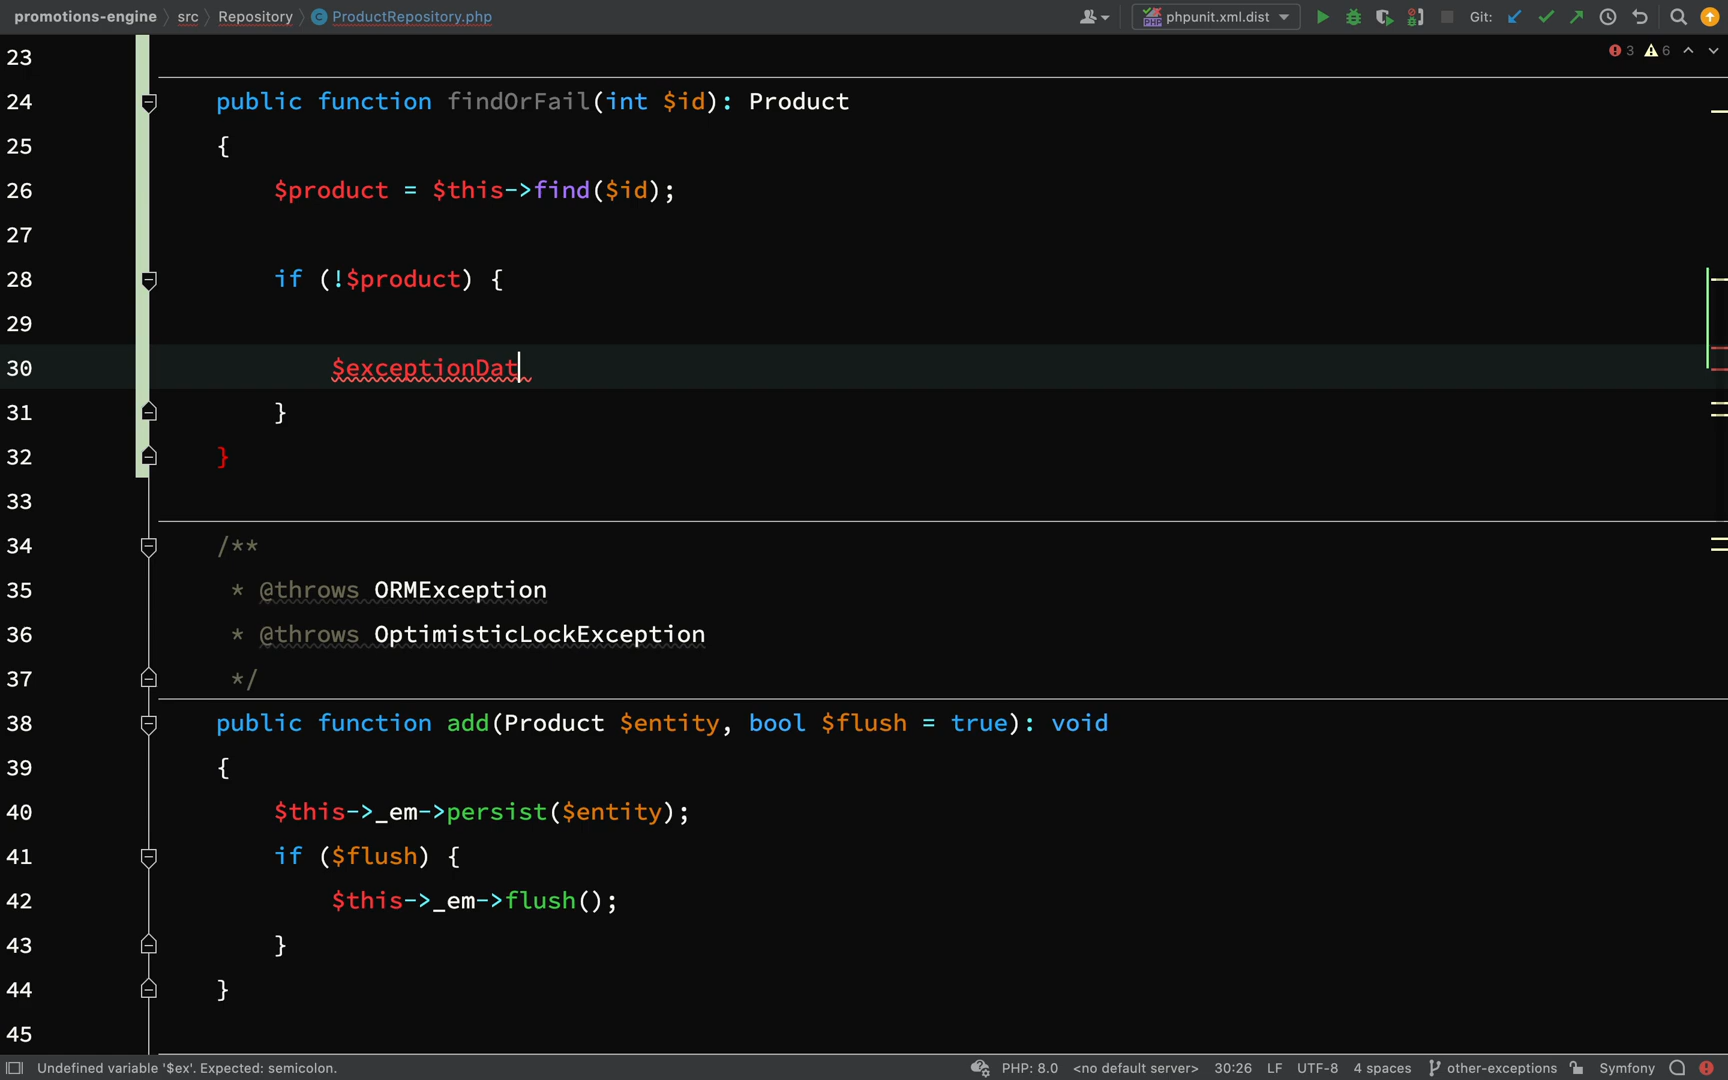 promotions-engine src Repository ProductRepository.php phpunit.xml.dist Git:
3 6
23
24 public function findOrFail(int $id): Product
25 {
26 $product = $this->find($id);
27
28 if (!$product) {
29
30 $exceptionDat
31 }
32 }
33
34 /**
35 * @throws ORMException
36 * @throws OptimisticLockException
37 */
38 public function add(Product $entity, bool $flush = true): void
39 {
40 $this->_em->persist($entity);
41 if ($flush) {
42 $this->_em->flush();
43 }
44 }
45
Undefined variable '$ex'. Expected: semicolon. PHP: 8.0 <no default server> 30:26 LF UTF-8 4 spaces other-exceptions Symfony